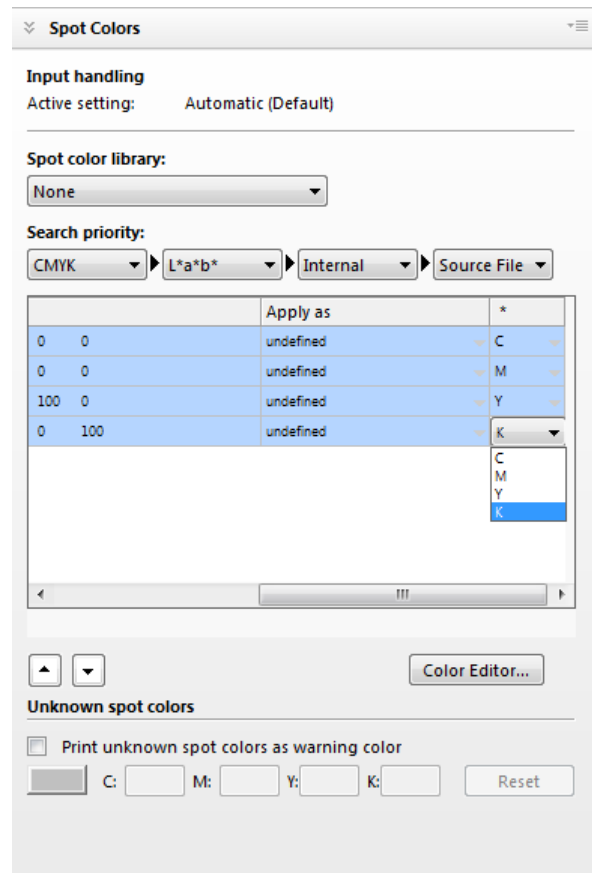 Spot Colors
Input handling
Active setting: Automatic (Default)
Spot color library:
None
Search priority:
CMYK L*a*b* Internal Source File
Apply as *
0 0 undefined C
0 0 undefined M
100 0 undefined Y
0 100 undefined K
C
M
Y
K
Color Editor...
Unknown spot colors
Print unknown spot colors as warning color
C: M: Y: K: Reset